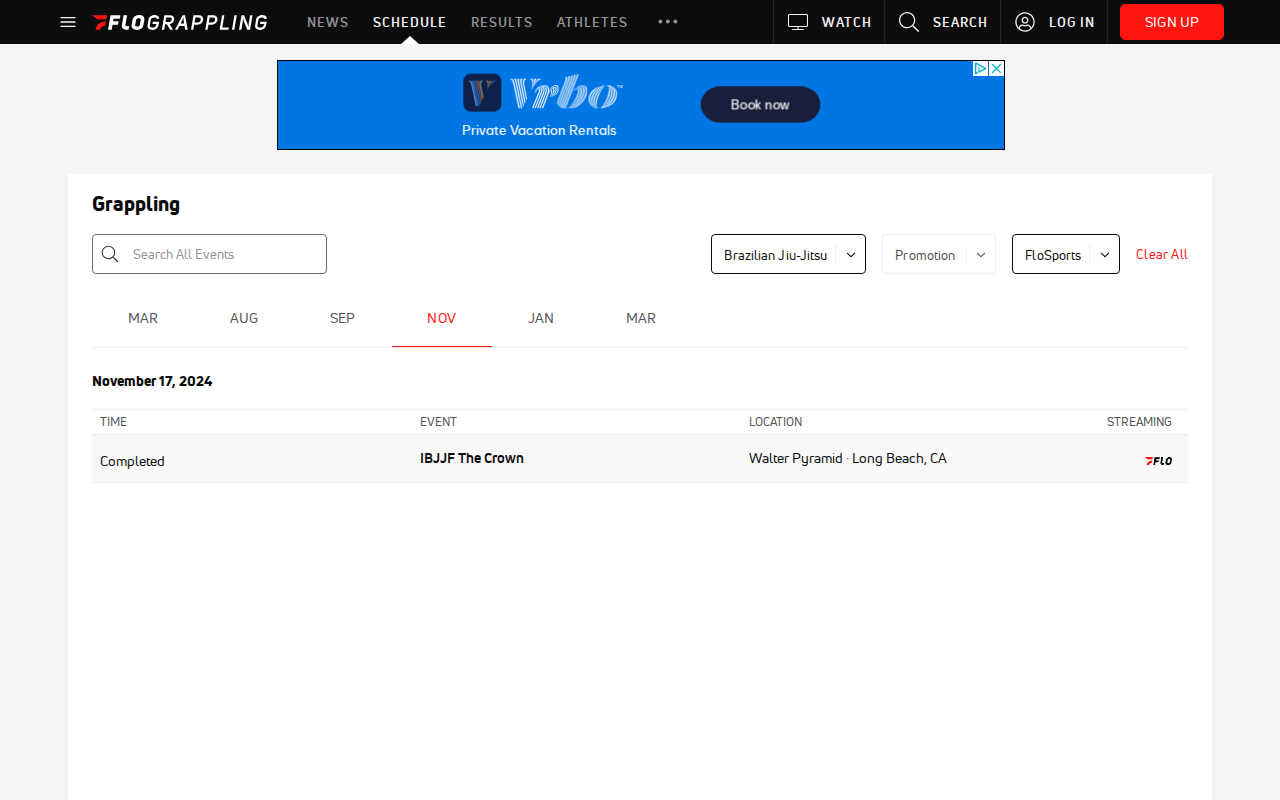 FLOGRAPPLING NEWS SCHEDULE RESULTS ATHLETES WATCH SEARCH LOG IN SIGN UP
Vrbo™
Private Vacation Rentals
Book now
Grappling
Search All Events Brazilian Jiu-Jitsu Promotion FloSports Clear All
MAR AUG SEP NOV JAN MAR
November 17, 2024
TIME EVENT LOCATION STREAMING
Completed IBJJF The Crown Walter Pyramid · Long Beach, CA FLO